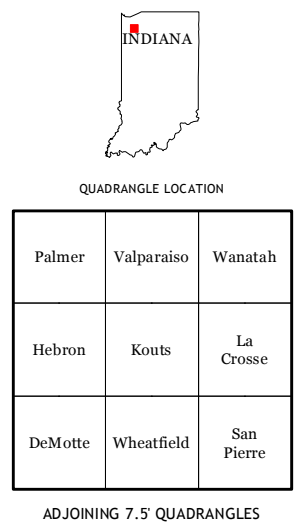 INDIANA
QUADRANGLE LOCATION
Palmer Valparaiso Wanatah
Hebron Kouts La
Crosse
DeMotte Wheatfield San
Pierre
ADJOINING 7.5' QUADRANGLES